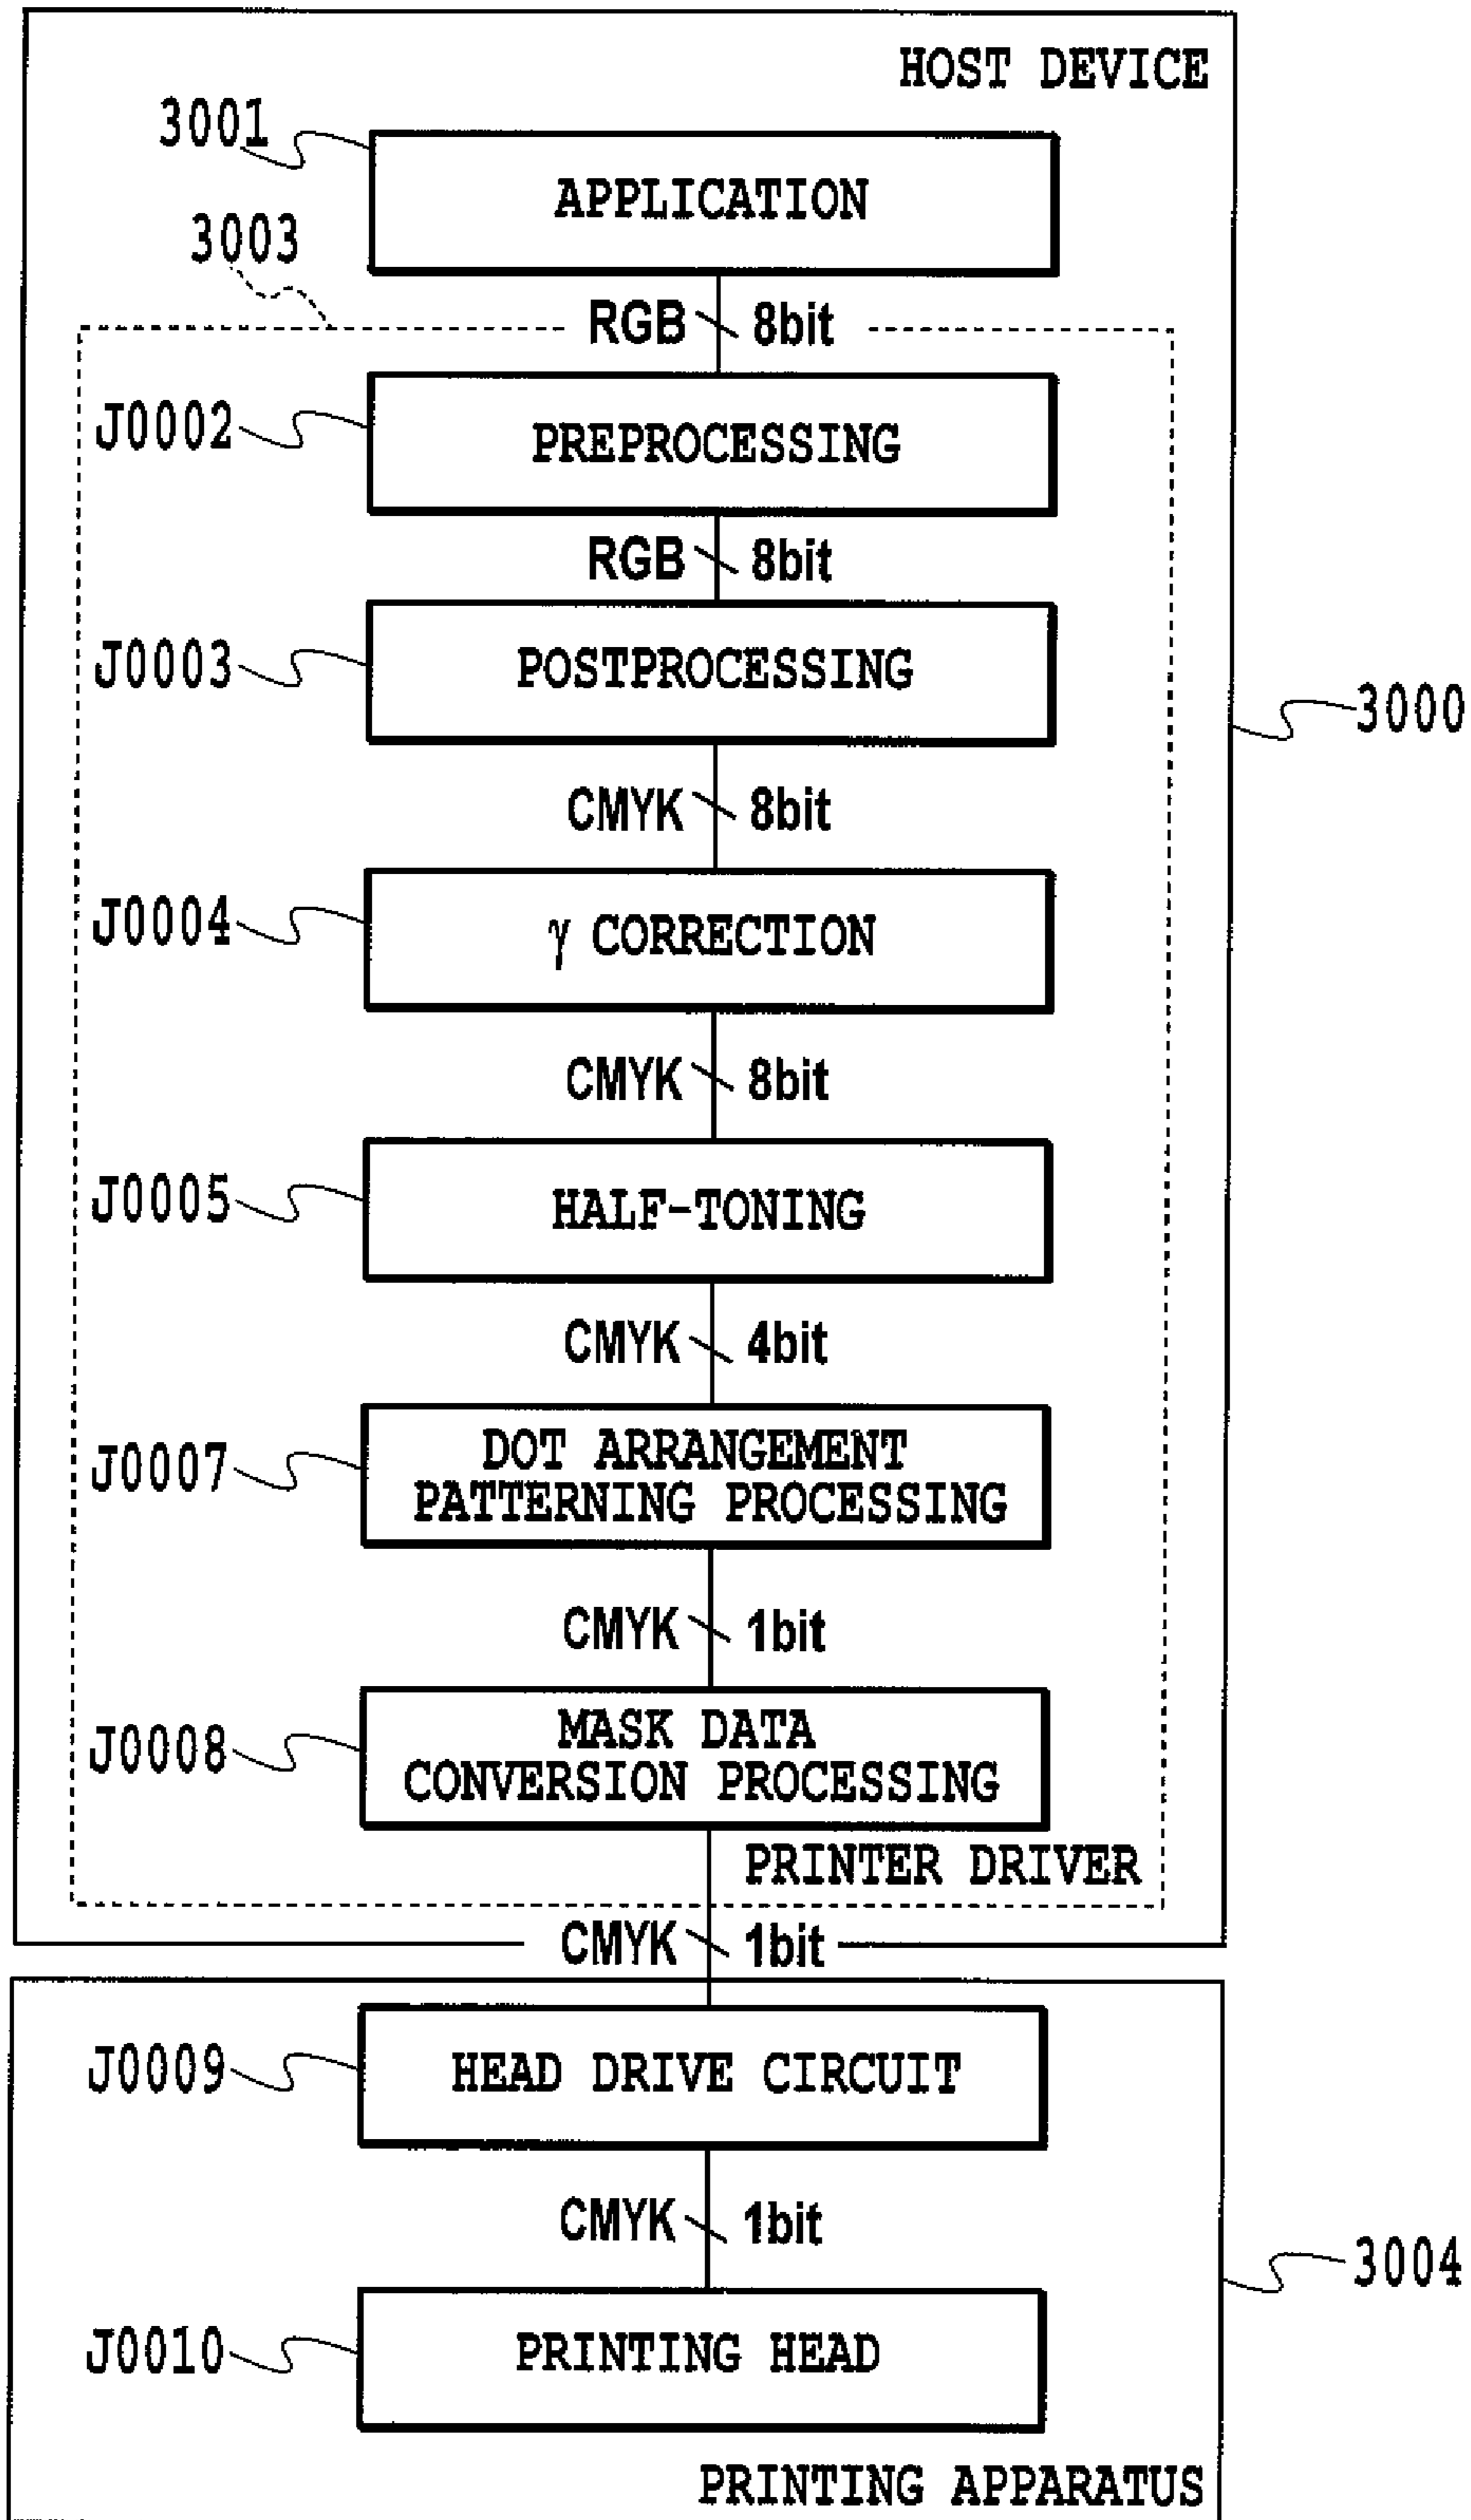 HOST DEVICE
3001
APPLICATION
3003
RGB 8bit
J0002
PREPROCESSING
RGB 8bit
J0003
POSTPROCESSING
3000
CMYK 8bit
J0004
γ CORRECTION
CMYK 8bit
J0005
HALF-TONING
CMYK 4bit
J0007
DOT ARRANGEMENT
PATTERNING PROCESSING
CMYK 1bit
J0008
MASK DATA
CONVERSION PROCESSING
PRINTER DRIVER
CMYK 1bit
J0009
HEAD DRIVE CIRCUIT
CMYK 1bit
3004
J0010
PRINTING HEAD
PRINTING APPARATUS